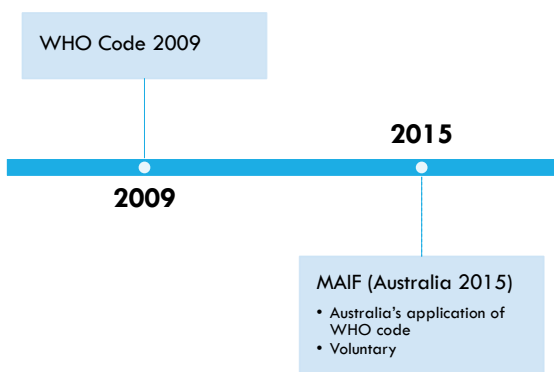 WHO Code 2009
2015
2009
MAIF (Australia 2015)
• Australia's application of
WHO code
• Voluntary